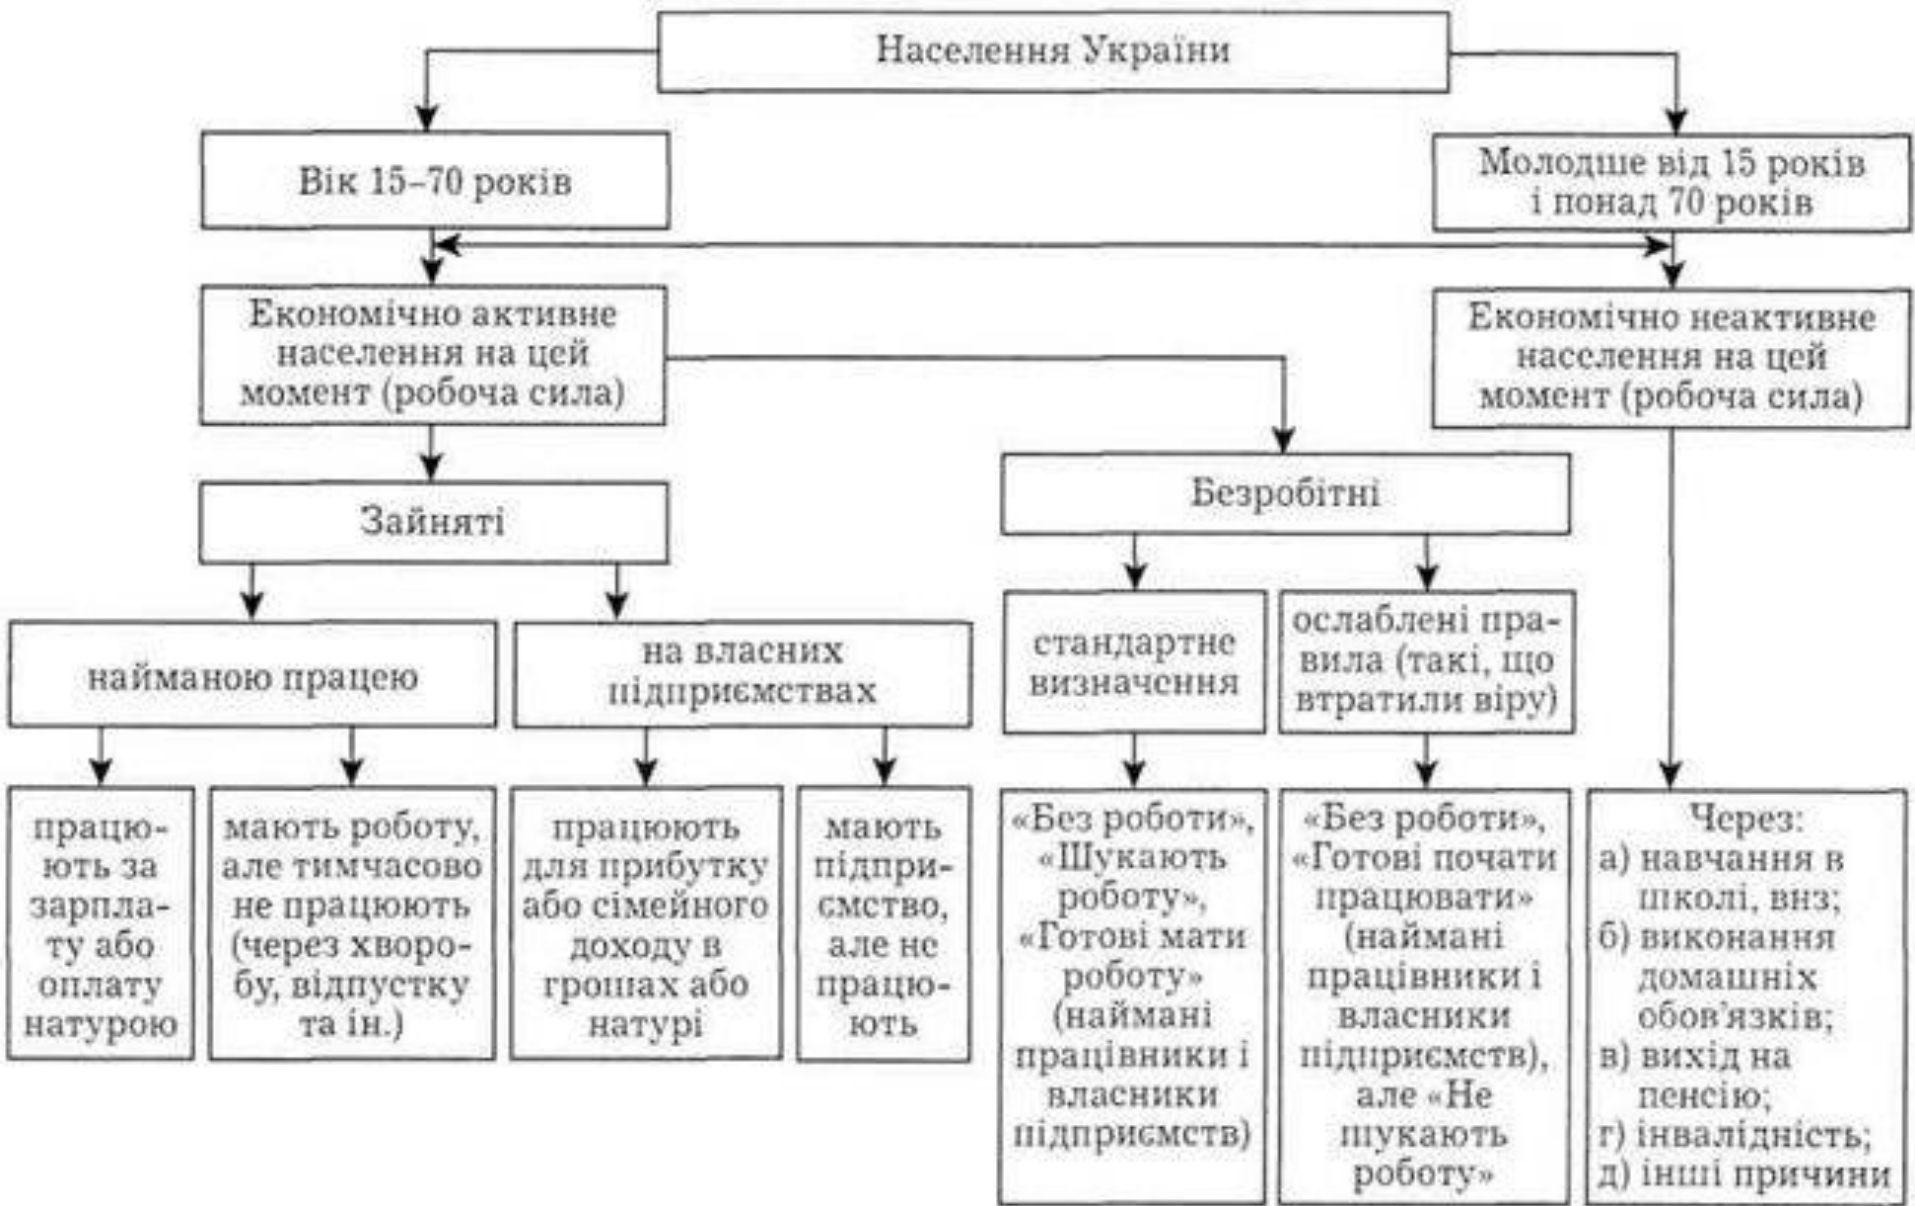 Населення України
Вік 15–70 років
Молодше від 15 років
і понад 70 років
Економічно активне
населення на цей
момент (робоча сила)
Економічно неактивне
населення на цей
момент (робоча сила)
Зайняті
Безробітні
найманою працею
на власних
підприємствах
стандартне
визначення
ослаблені пра-
вила (такі, що
втратили віру)
працю-
ють за
зарпла-
ту або
оплату
натурою
мають роботу,
але тимчасово
не працюють
(через хворо-
бу, відпустку
та ін.)
працюють
для прибутку
або сімейного
доходу в
грошах або
натурі
мають
підпри-
ємство,
але не
працю-
ють
«Без роботи»,
«Шукають
роботу»,
«Готові мати
роботу»
(наймані
працівники і
власники
підприємств)
«Без роботи»,
«Готові почати
працювати»
(наймані
працівники і
власники
підприємств),
але «Не
шукають
роботу»
Через:
а) навчання в
школі, внз;
б) виконання
домашніх
обов'язків;
в) вихід на
пенсію;
г) інвалідність;
д) інші причини